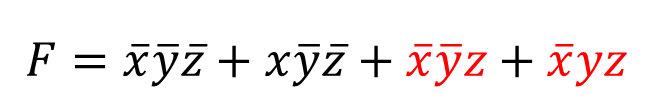 F = x̄ȳz̄ + xȳz̄ + x̄ȳz + x̄yz